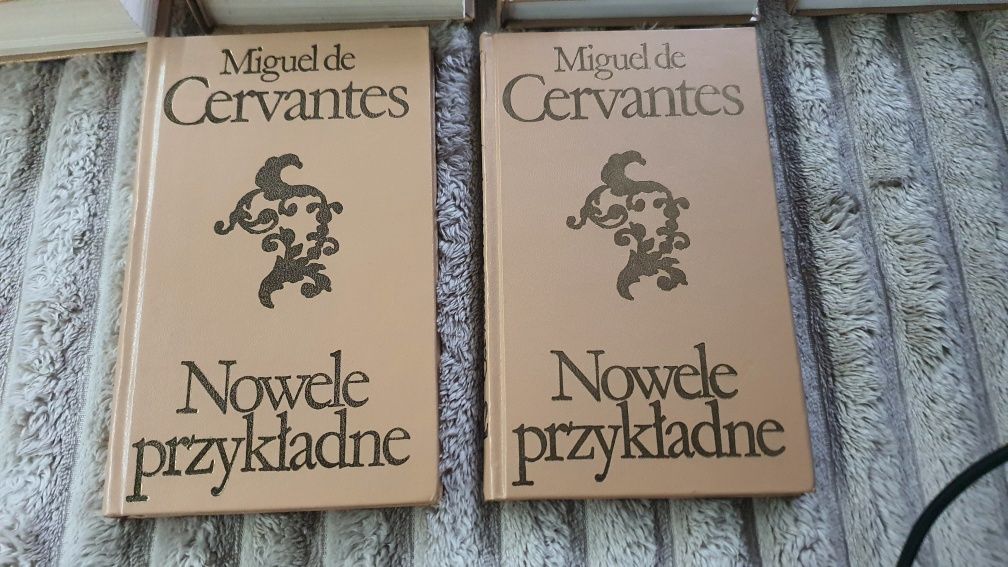 Miguel de
Cervantes
Nowele
przykładne
Miguel de
Cervantes
Nowele
przykładne